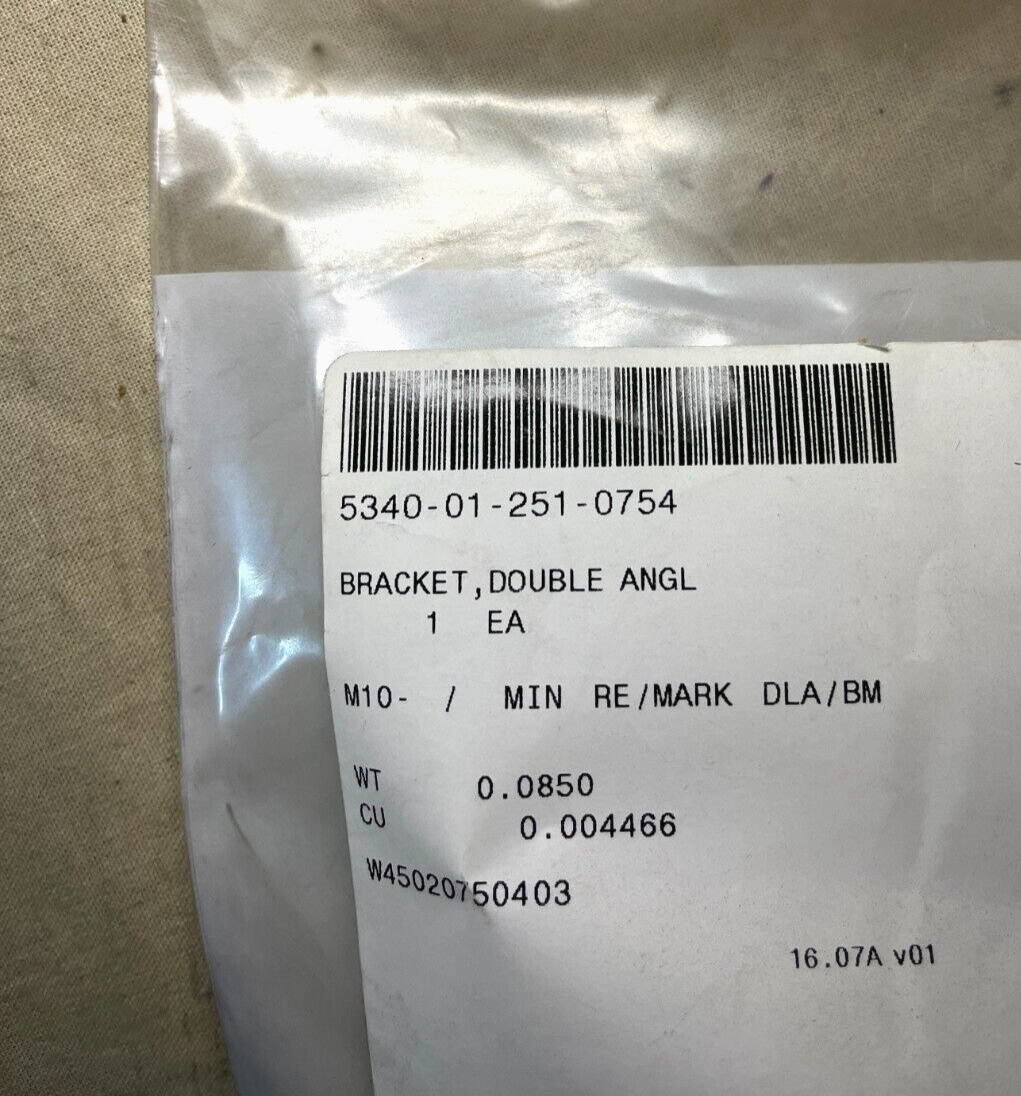 5340-01-251-0754
BRACKET,DOUBLE ANGL
1 EA
M10- / MIN RE/MARK DLA/BM
WT 0.0850
CU 0.004466
W45020750403
16.07A v01